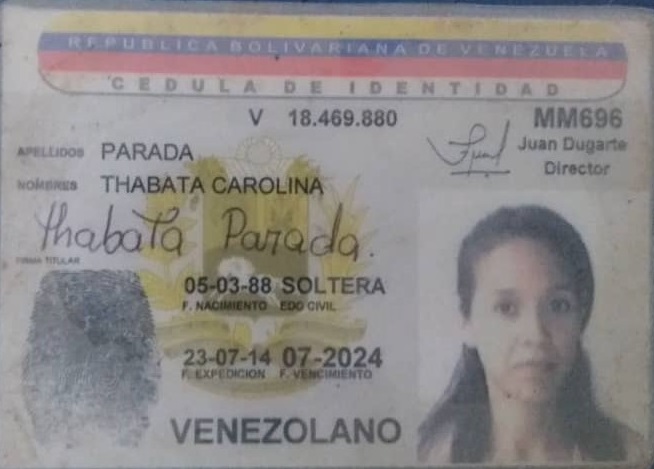 REPUBLICA BOLIVARIANA DE VENEZUELA
CEDULA DE IDENTIDAD
V 18.469.880
MM696
Juan Dugarte
Director
APELLIDOS PARADA
NOMBRES THABATA CAROLINA
Thabata Parada.
FIRMA TITULAR
05-03-88 SOLTERA
F. NACIMIENTO EDO CIVIL
23-07-14 07-2024
F. EXPEDICION F. VENCIMIENTO
VENEZOLANO